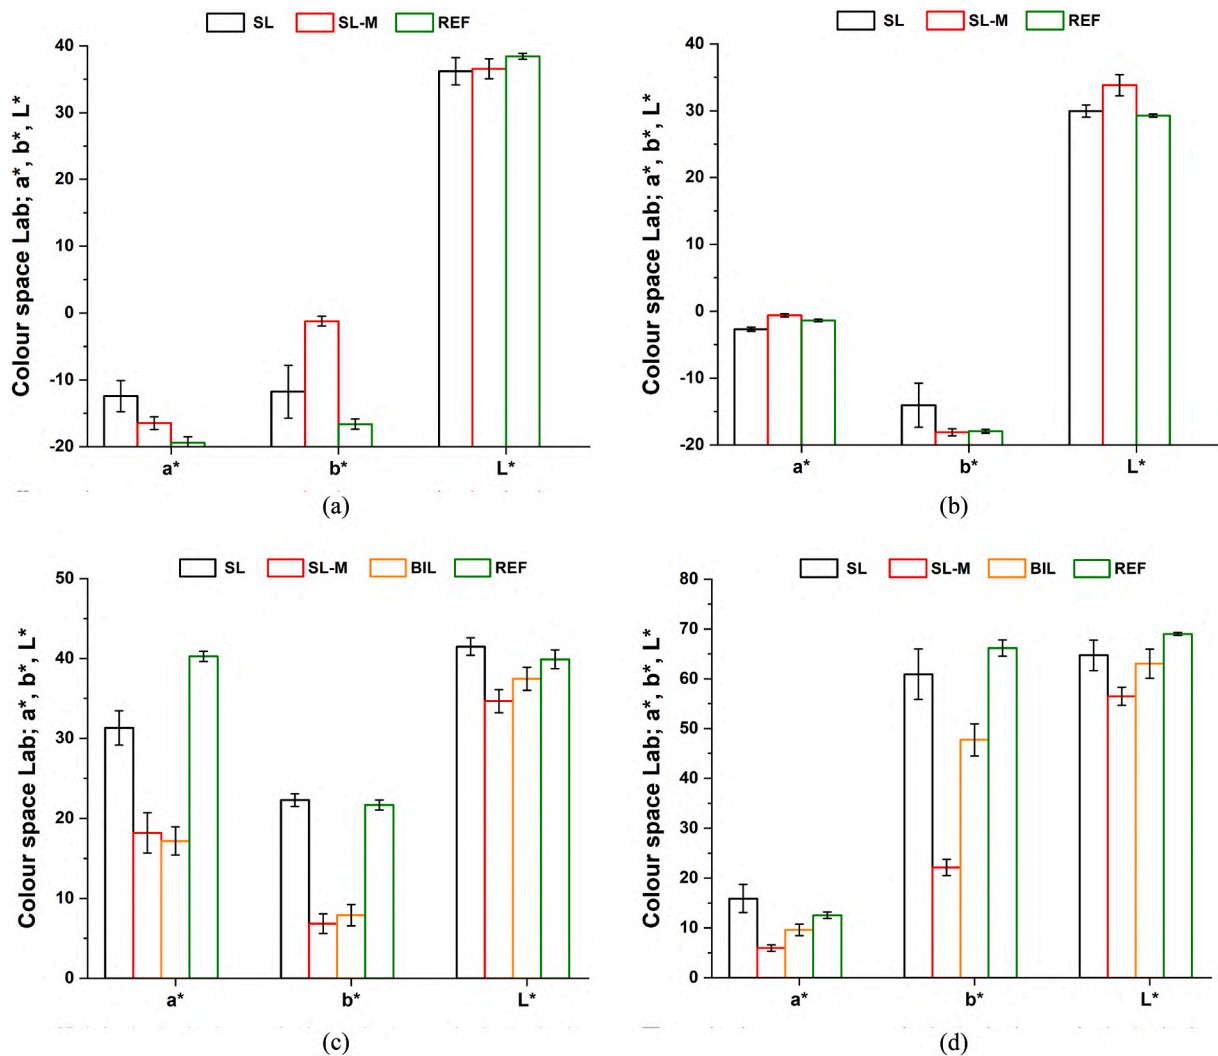 SL SL-M REF
Colour space Lab; a*, b*, L*
40
30
20
10
0
-10
-20
a* b* L*
(a)
SL SL-M REF
Colour space Lab; a*, b*, L*
40
30
20
10
0
-10
-20
a* b* L*
(b)
SL SL-M BIL REF
Colour space Lab; a*, b*, L*
50
40
30
20
10
0
a* b* L*
(c)
SL SL-M BIL REF
Colour space Lab; a*, b*, L*
80
70
60
50
40
30
20
10
0
a* b* L*
(d)